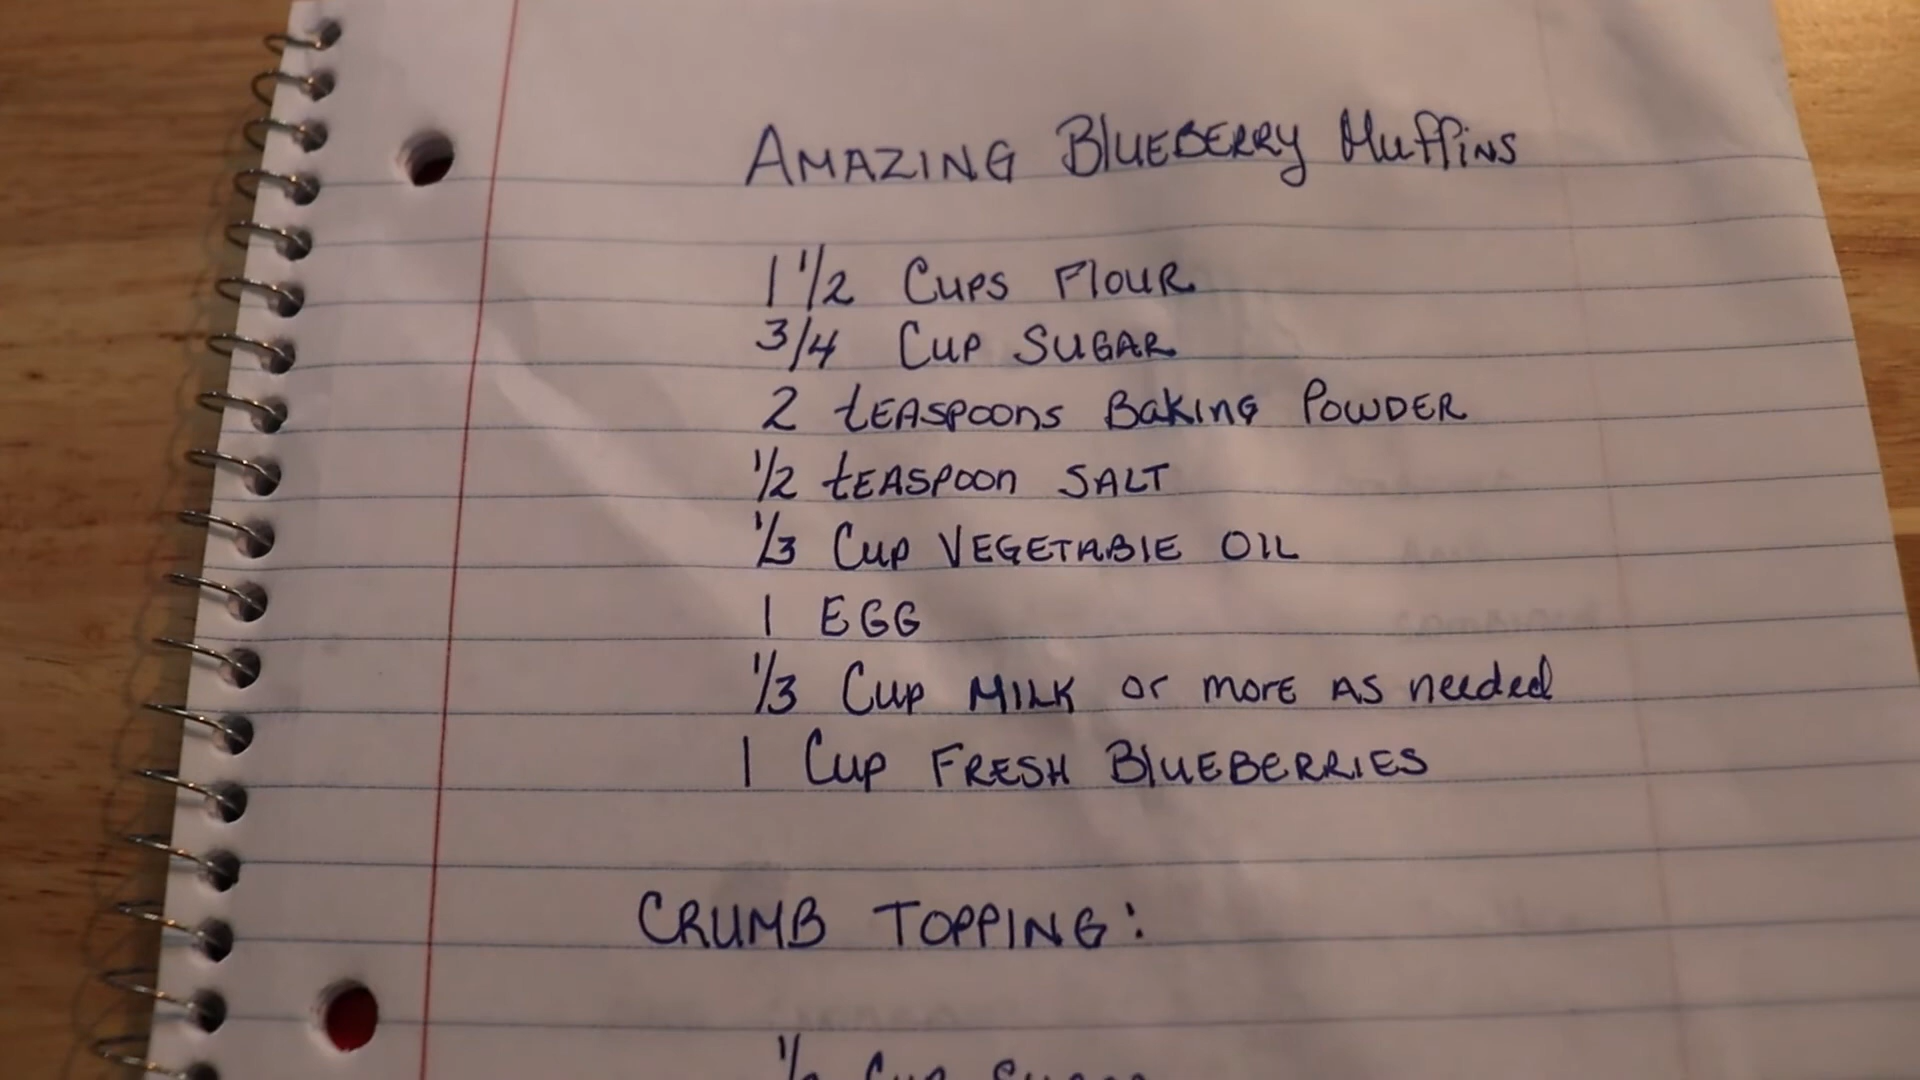 AMAZING BLUEBERRY Muffins
1 1/2 Cups Flour
3/4 Cup SUGAR
2 tEASpoons Baking POWDER
1/2 tEASpoon SALT
1/3 Cup VEGETABLE OIL
1 EGG
1/3 Cup MILK or morE AS needed
1 Cup FRESH BLUEBERRIES
CRUMB TOPPING:
Cup